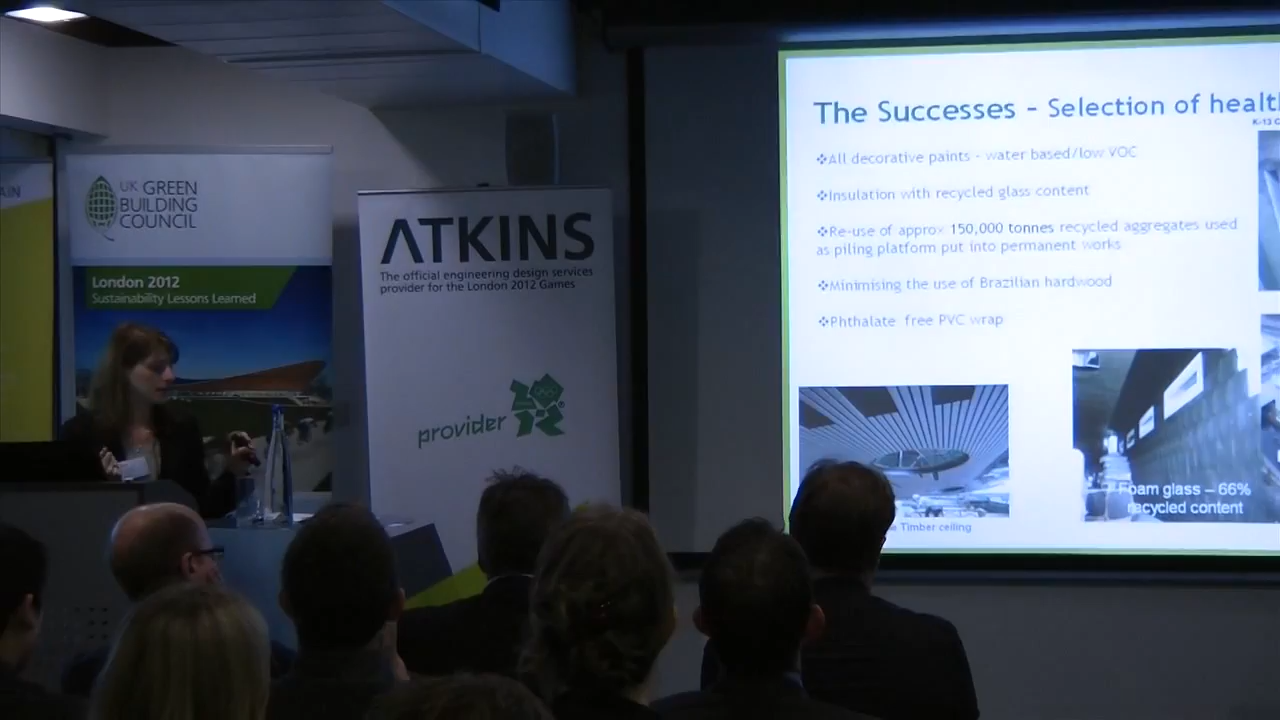 AIN
UK GREEN
BUILDING
COUNCIL
London 2012
Sustainability Lessons Learned
ATKINS
The official engineering design services
provider for the London 2012 Games
provider
The Successes - Selection of healt
K-13
❖All decorative paints - water based/low VOC
❖Insulation with recycled glass content
❖Re-use of approx 150,000 tonnes recycled aggregates used
as piling platform put into permanent works
❖Minimising the use of Brazilian hardwood
❖Phthalate free PVC wrap
Foam glass – 66%
recycled content
Timber ceiling